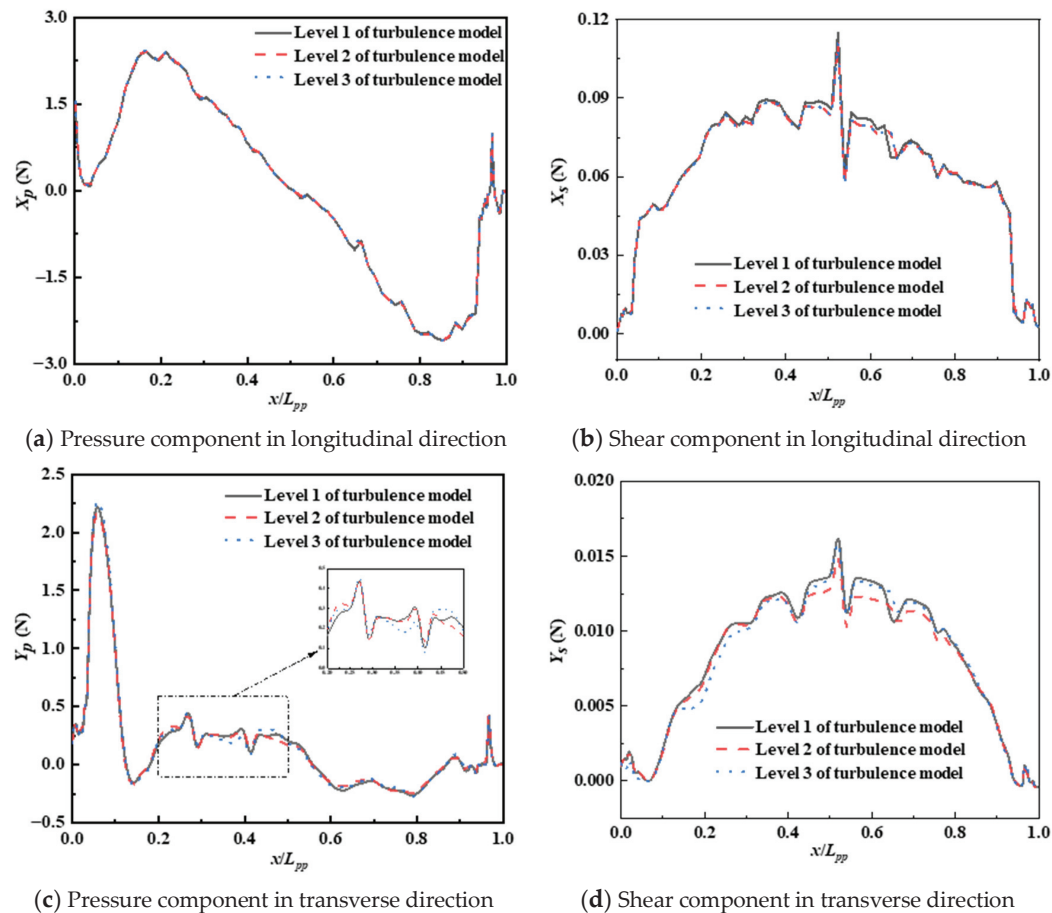 3.0
1.5
0.0
−1.5
−3.0
X_p (N)
Level 1 of turbulence model
Level 2 of turbulence model
Level 3 of turbulence model
0.0 0.2 0.4 0.6 0.8 1.0
x/L_pp
(a) Pressure component in longitudinal direction
0.12
0.09
0.06
0.03
0.00
X_s (N)
Level 1 of turbulence model
Level 2 of turbulence model
Level 3 of turbulence model
0.0 0.2 0.4 0.6 0.8 1.0
x/L_pp
(b) Shear component in longitudinal direction
2.5
2.0
1.5
1.0
0.5
0.0
−0.5
Y_p (N)
Level 1 of turbulence model
Level 2 of turbulence model
Level 3 of turbulence model
0.0 0.2 0.4 0.6 0.8 1.0
x/L_pp
(c) Pressure component in transverse direction
0.020
0.015
0.010
0.005
0.000
Y_s (N)
Level 1 of turbulence model
Level 2 of turbulence model
Level 3 of turbulence model
0.0 0.2 0.4 0.6 0.8 1.0
x/L_pp
(d) Shear component in transverse direction